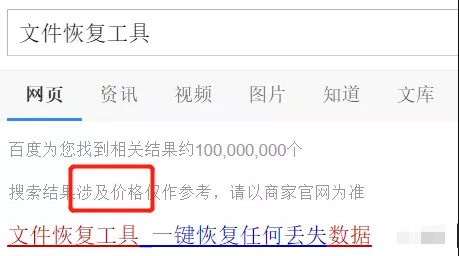 文件恢复工具
网页 资讯 视频 图片 知道 文库
百度为您找到相关结果约100,000,000个
搜索结果涉及价格仅作参考，请以商家官网为准
文件恢复工具_一键恢复任何丢失数据